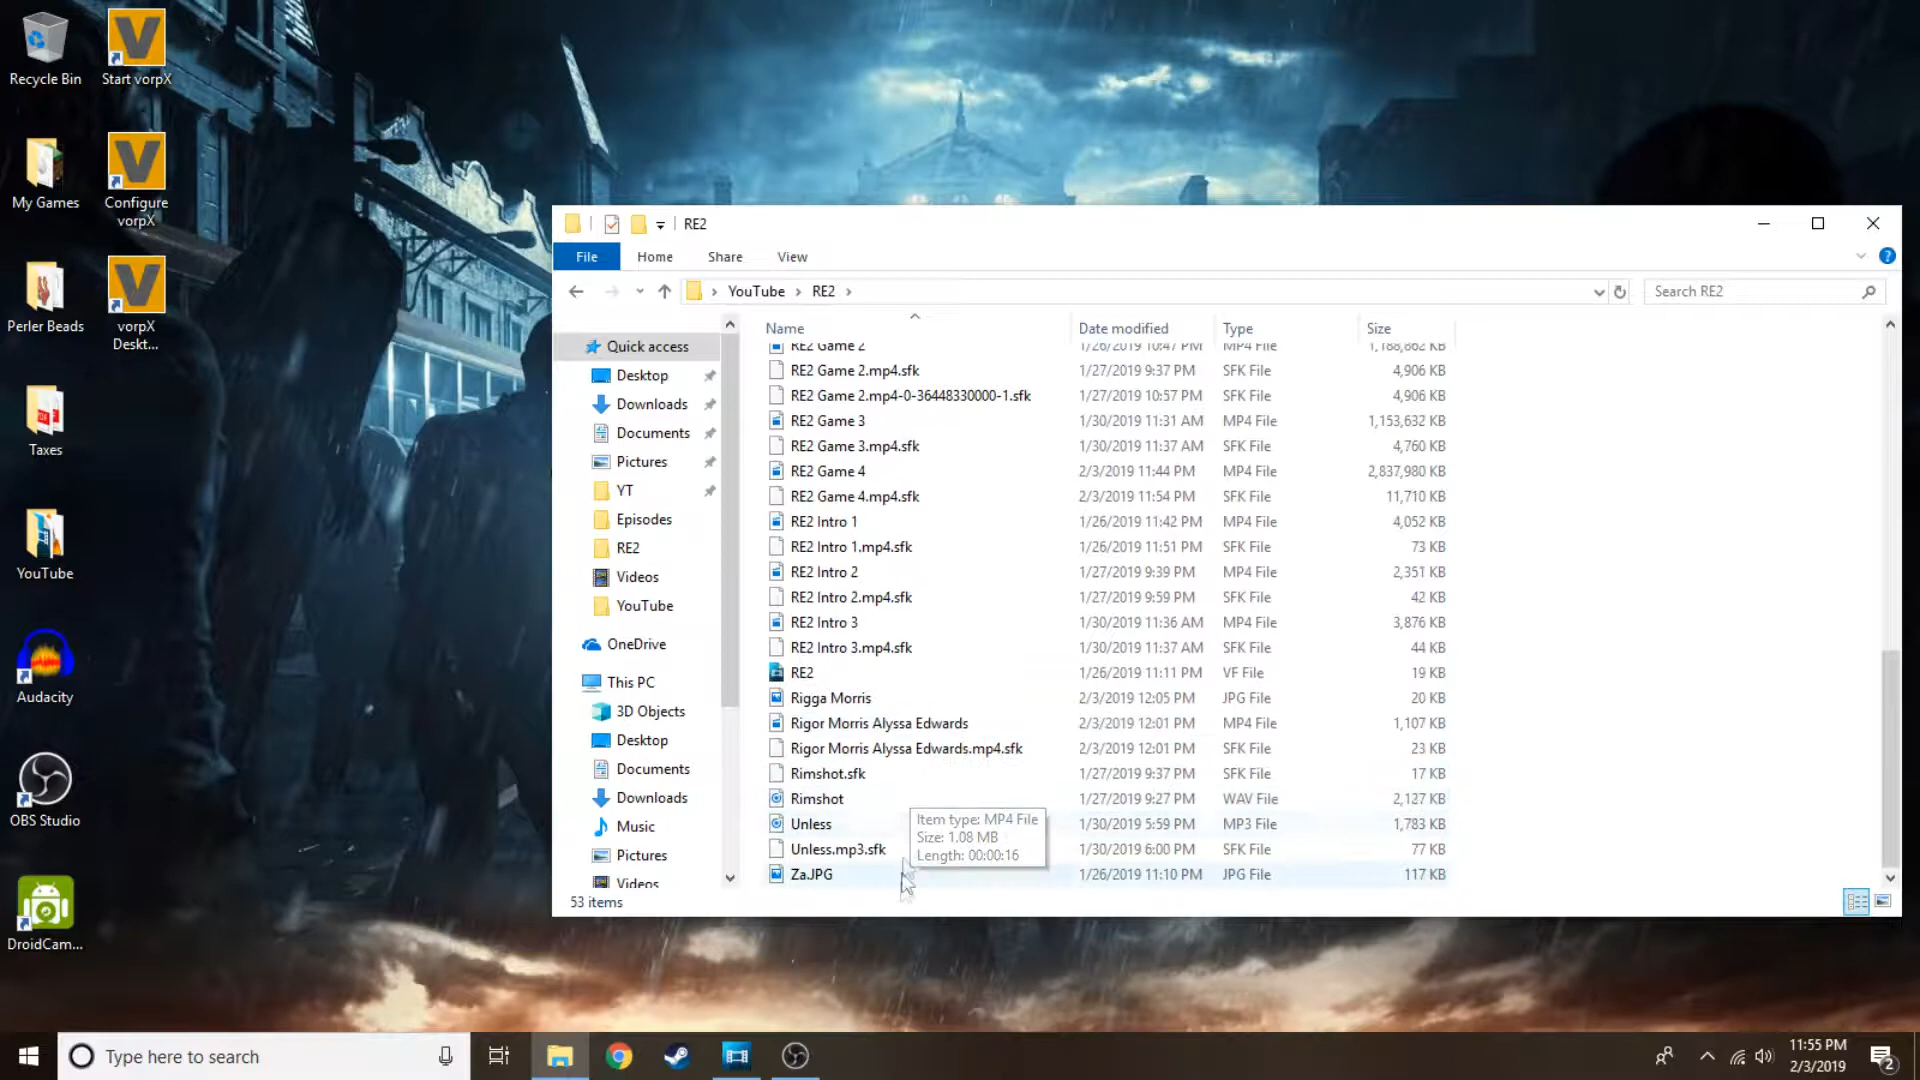 Recycle Bin
Start vorpX
My Games
Configure
vorpX
Perler Beads
vorpX
Deskt...
Taxes
YouTube
Audacity
OBS Studio
DroidCam...
RE2
File Home Share View
YouTube RE2
Search RE2
Name Date modified Type Size
RE2 Game 2 1/26/2019 10:47 PM MP4 File 1,188,862 KB
RE2 Game 2.mp4.sfk 1/27/2019 9:37 PM SFK File 4,906 KB
RE2 Game 2.mp4-0-36448330000-1.sfk 1/27/2019 10:57 PM SFK File 4,906 KB
RE2 Game 3 1/30/2019 11:31 AM MP4 File 1,153,632 KB
RE2 Game 3.mp4.sfk 1/30/2019 11:37 AM SFK File 4,760 KB
RE2 Game 4 2/3/2019 11:44 PM MP4 File 2,837,980 KB
RE2 Game 4.mp4.sfk 2/3/2019 11:54 PM SFK File 11,710 KB
RE2 Intro 1 1/26/2019 11:42 PM MP4 File 4,052 KB
RE2 Intro 1.mp4.sfk 1/26/2019 11:51 PM SFK File 73 KB
RE2 Intro 2 1/27/2019 9:39 PM MP4 File 2,351 KB
RE2 Intro 2.mp4.sfk 1/27/2019 9:59 PM SFK File 42 KB
RE2 Intro 3 1/30/2019 11:36 AM MP4 File 3,876 KB
RE2 Intro 3.mp4.sfk 1/30/2019 11:37 AM SFK File 44 KB
RE2 1/26/2019 11:11 PM VF File 19 KB
Rigga Morris 2/3/2019 12:05 PM JPG File 20 KB
Rigor Morris Alyssa Edwards 2/3/2019 12:01 PM MP4 File 1,107 KB
Rigor Morris Alyssa Edwards.mp4.sfk 2/3/2019 12:01 PM SFK File 23 KB
Rimshot.sfk 1/27/2019 9:37 PM SFK File 17 KB
Rimshot 1/27/2019 9:27 PM WAV File 2,127 KB
Unless 1/30/2019 5:59 PM MP3 File 1,783 KB
Unless.mp3.sfk 1/30/2019 6:00 PM SFK File 77 KB
Za.JPG 1/26/2019 11:10 PM JPG File 117 KB
Item type: MP4 File
Size: 1.08 MB
Length: 00:00:16
Quick access
Desktop
Downloads
Documents
Pictures
YT
Episodes
RE2
Videos
YouTube
OneDrive
This PC
3D Objects
Desktop
Documents
Downloads
Music
Pictures
Videos
53 items
Type here to search
11:55 PM
2/3/2019
2